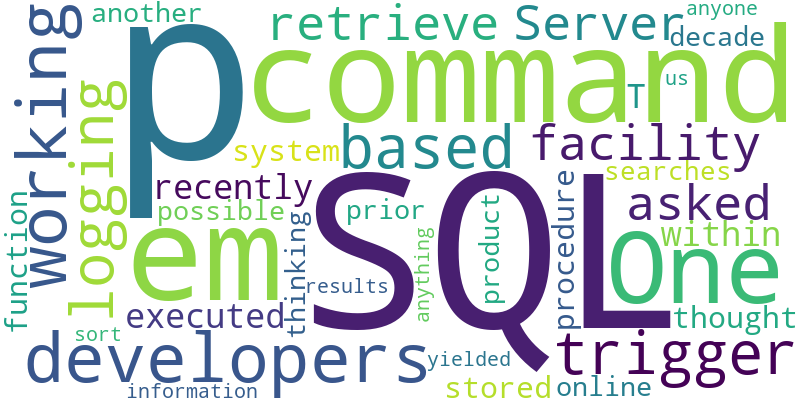 another
anyone
retrieve
Server
decade
working
p
command
T
us
logging
system
based
facility
searches
recently
possible
prior
SQL
asked
function
em
thinking
results
anything
product
procedure
One
within
executed
thought
sort
developers
yielded
trigger
information
stored
online